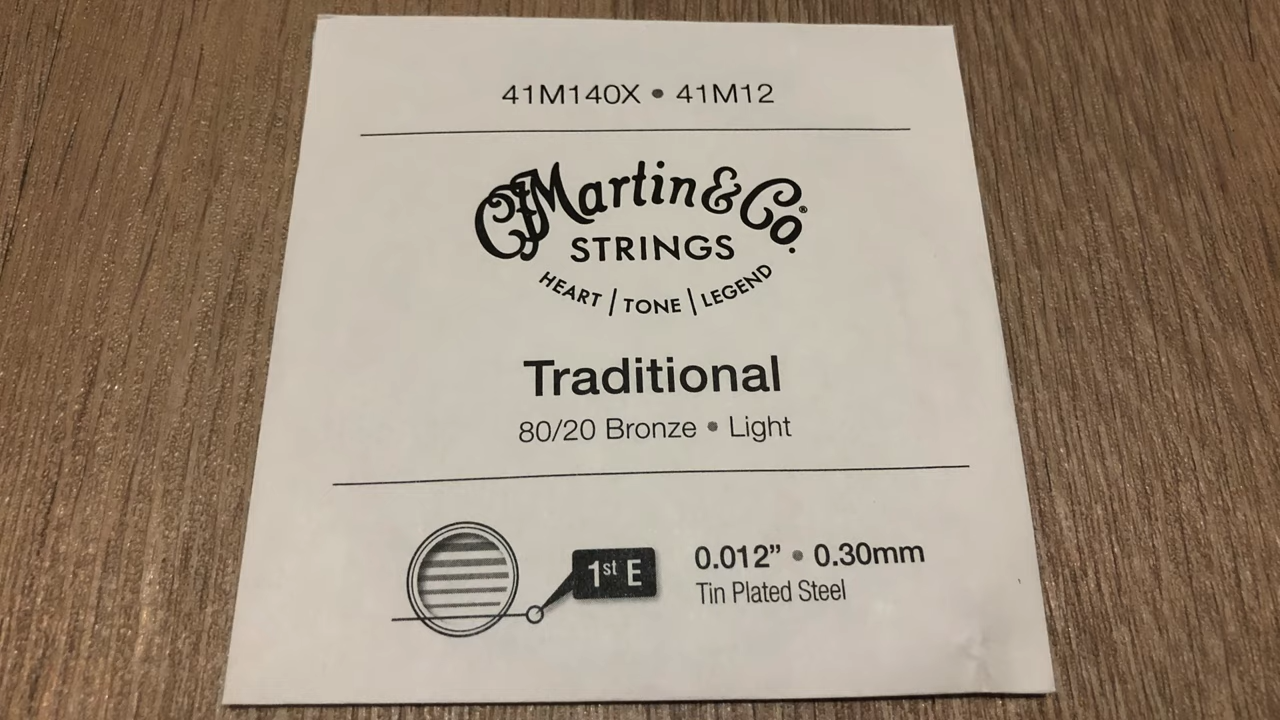 41M140X • 41M12
CFMartin & Co.®
STRINGS
HEART | TONE | LEGEND
Traditional
80/20 Bronze • Light
1st E
0.012” • 0.30mm
Tin Plated Steel